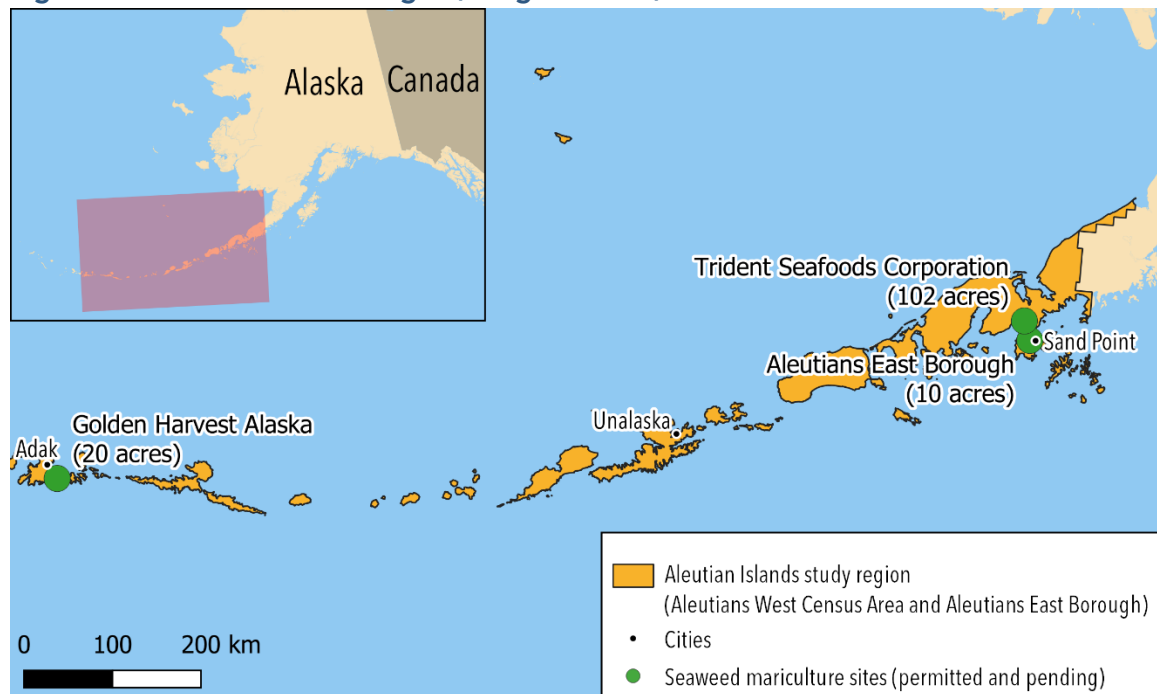 Alaska
Canada
Trident Seafoods Corporation
(102 acres)
Sand Point
Aleutians East Borough
(10 acres)
Unalaska
Golden Harvest Alaska
(20 acres)
Adak
0 100 200 km
Aleutian Islands study region
(Aleutians West Census Area and Aleutians East Borough)
Cities
Seaweed mariculture sites (permitted and pending)